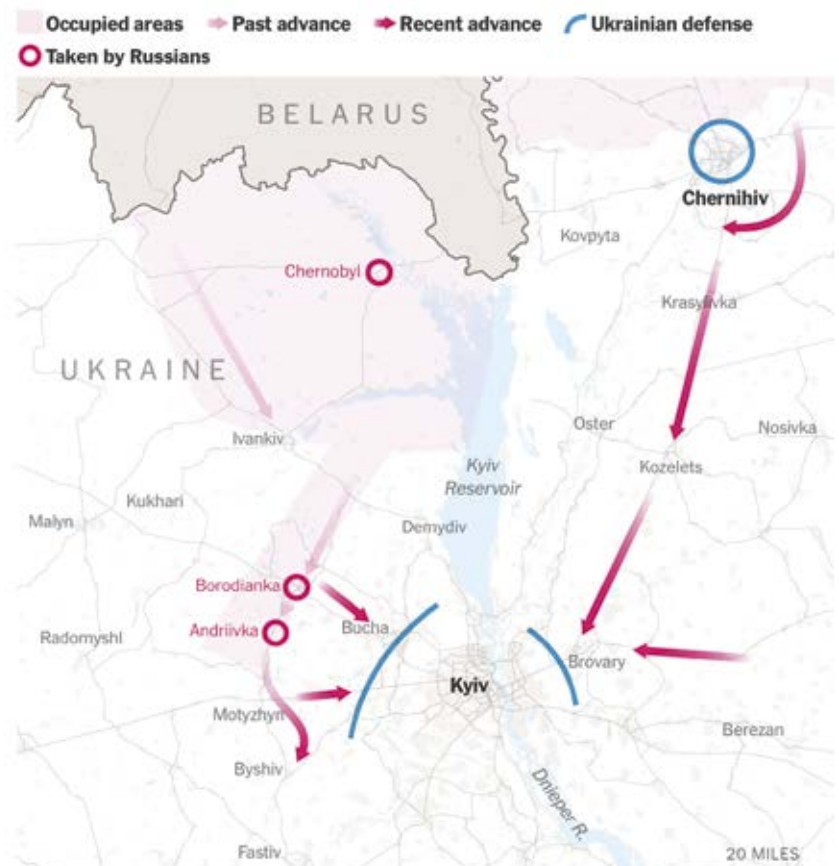 Occupied areas Past advance Recent advance Ukrainian defense
Taken by Russians
BELARUS
Chernihiv
Kovpyta
Chernobyl
Krasylivka
UKRAINE
Ivankiv
Oster
Nosivka
Kyiv
Reservoir
Kozelets
Kukhari
Malyn
Demydiv
Borodianka
Andriivka
Bucha
Radomyshl
Brovary
Kyiv
Motyzhyn
Berezan
Byshiv
Dnieper R.
Fastiv
20 MILES